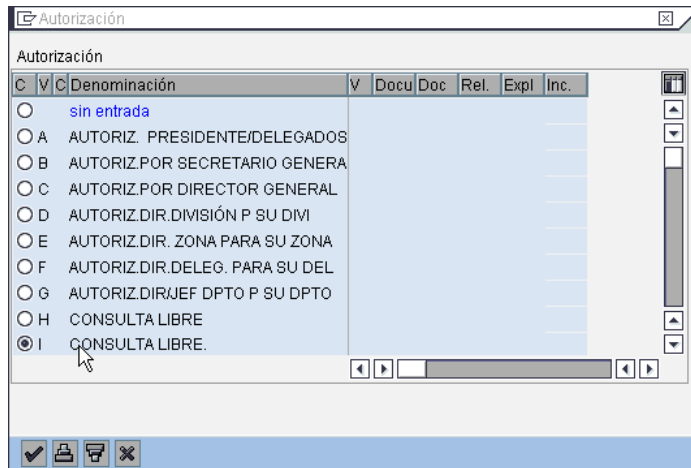 Autorización
Autorización
C V C Denominación V Docu Doc Rel. Expl Inc.
sin entrada
A AUTORIZ. PRESIDENTE/DELEGADOS
B AUTORIZ.POR SECRETARIO GENERA
C AUTORIZ.POR DIRECTOR GENERAL
D AUTORIZ.DIR.DIVISIÓN P SU DIVI
E AUTORIZ.DIR. ZONA PARA SU ZONA
F AUTORIZ.DIR.DELEG. PARA SU DEL
G AUTORIZ.DIR/JEF DPTO P SU DPTO
H CONSULTA LIBRE
I CONSULTA LIBRE.